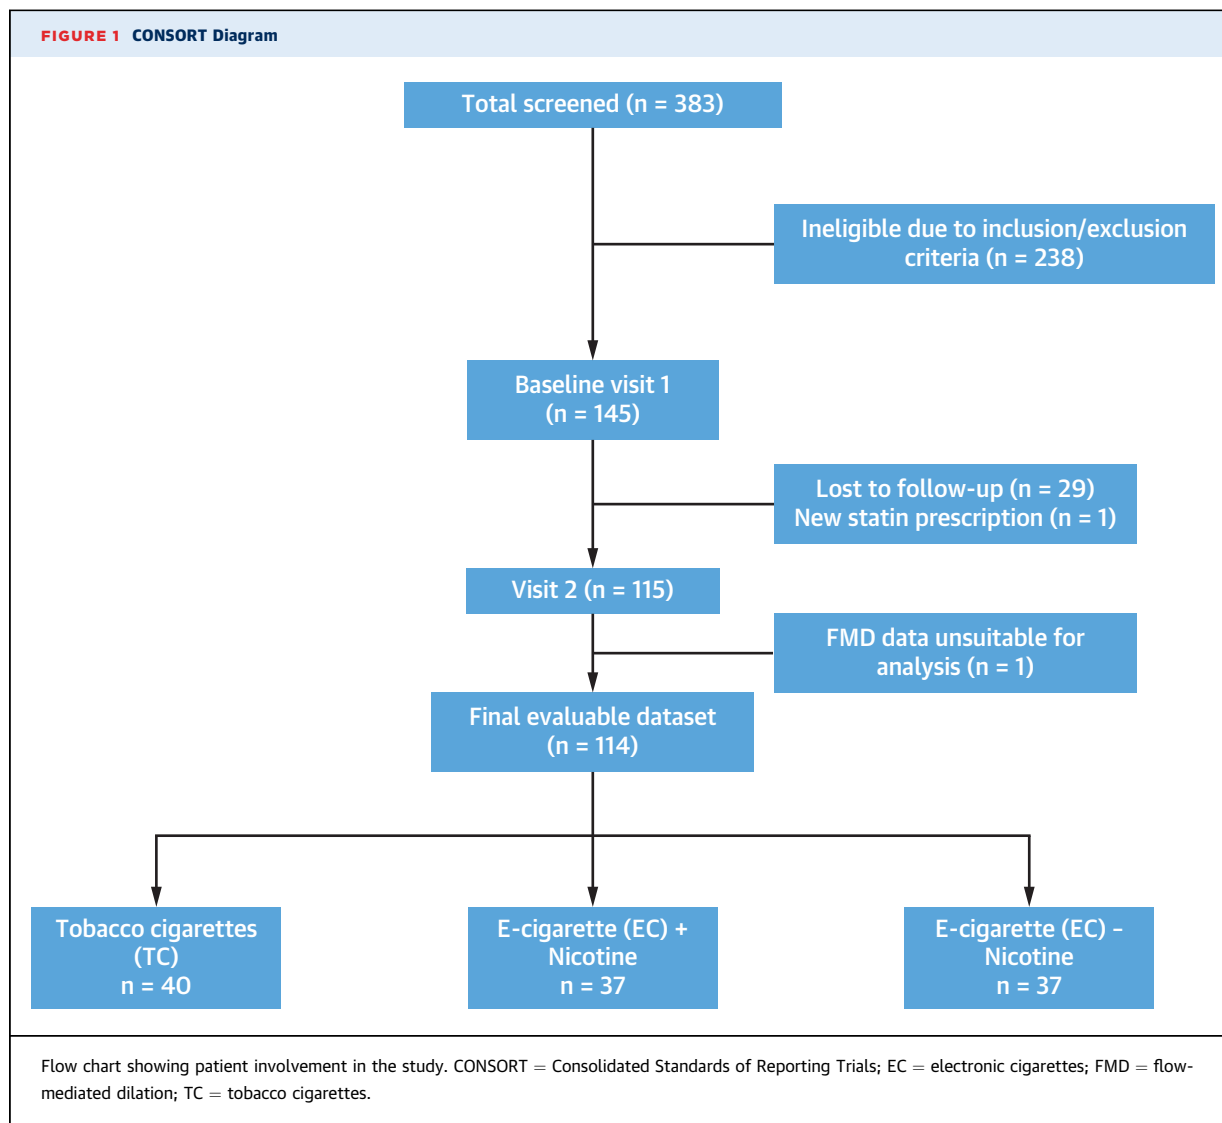 FIGURE 1 CONSORT Diagram
Total screened (n = 383)
Ineligible due to inclusion/exclusion
criteria (n = 238)
Baseline visit 1
(n = 145)
Lost to follow-up (n = 29)
New statin prescription (n = 1)
Visit 2 (n = 115)
FMD data unsuitable for
analysis (n = 1)
Final evaluable dataset
(n = 114)
Tobacco cigarettes
(TC)
n = 40
E-cigarette (EC) +
Nicotine
n = 37
E-cigarette (EC) –
Nicotine
n = 37
Flow chart showing patient involvement in the study. CONSORT = Consolidated Standards of Reporting Trials; EC = electronic cigarettes; FMD = flow-
mediated dilation; TC = tobacco cigarettes.